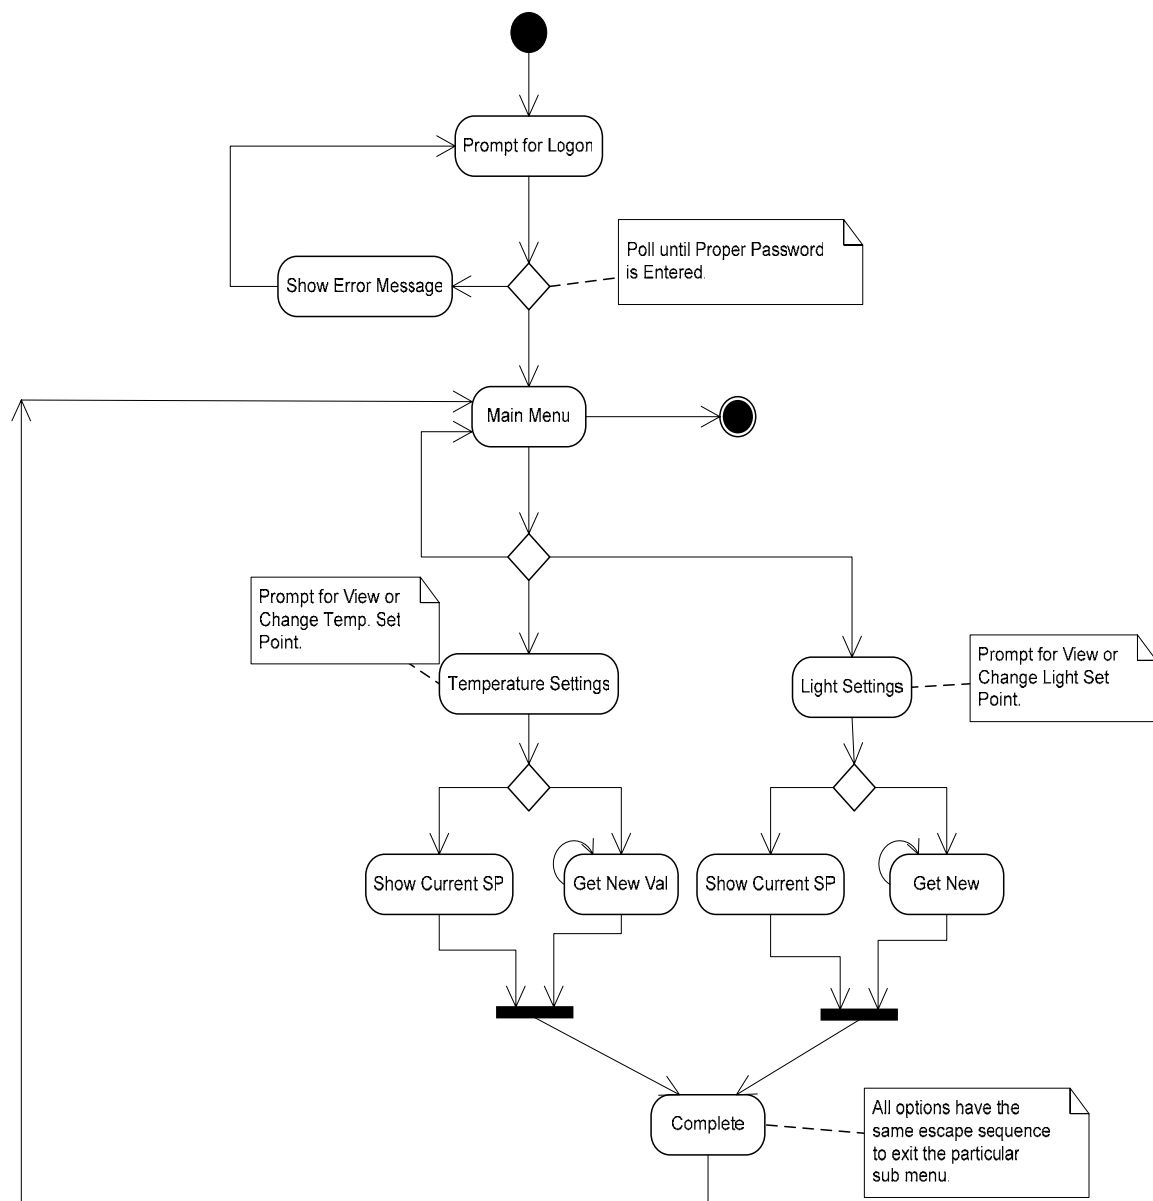 Prompt for Logon
Poll until Proper Password
is Entered.
Show Error Message
Main Menu
Prompt for View or
Change Temp. Set
Point.
Temperature Settings
Light Settings
Prompt for View or
Change Light Set
Point.
Show Current SP
Get New Val
Show Current SP
Get New
Complete
All options have the
same escape sequence
to exit the particular
sub menu.